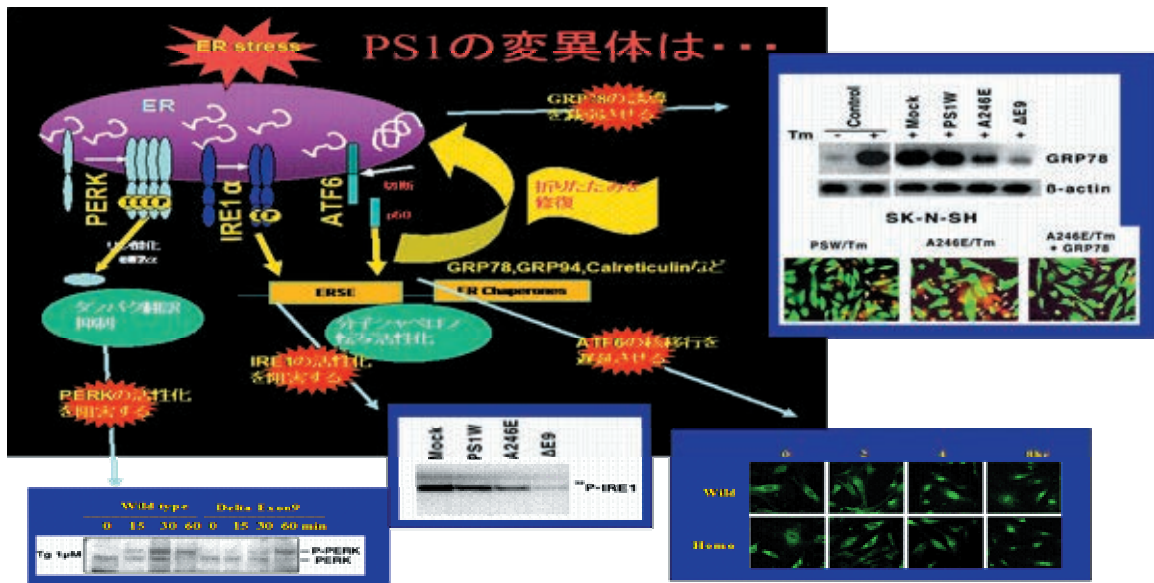 ER stress
PS1の変異体は・・・
ER
GRP78の誘導
を減弱させる
PERK
IRE1α
ATF6
切断
p60
折りたたみを
修復
GRP78,GRP94,Calreticulinなど
ERSE
ER Chaperones
タンパク翻訳
抑制
分子シャペロン
転写活性化
IRE1の活性化
を阻害する
ATF6の核移行を
遅延させる
PERKの活性化
を阻害する
Control
+Mock
+PS1W
+A246E
+ΔE9
Tm - +
GRP78
ß-actin
SK-N-SH
PSW/Tm
A246E/Tm
A246E/Tm
+ GRP78
Mock
PS1W
A246E
ΔE9
P-IRE1
0 2 4 8hr
Wild
Homo
Wild type Delta Exon9
0 15 30 60 0 15 30 60 min
Tg 1µM
P-PERK
PERK